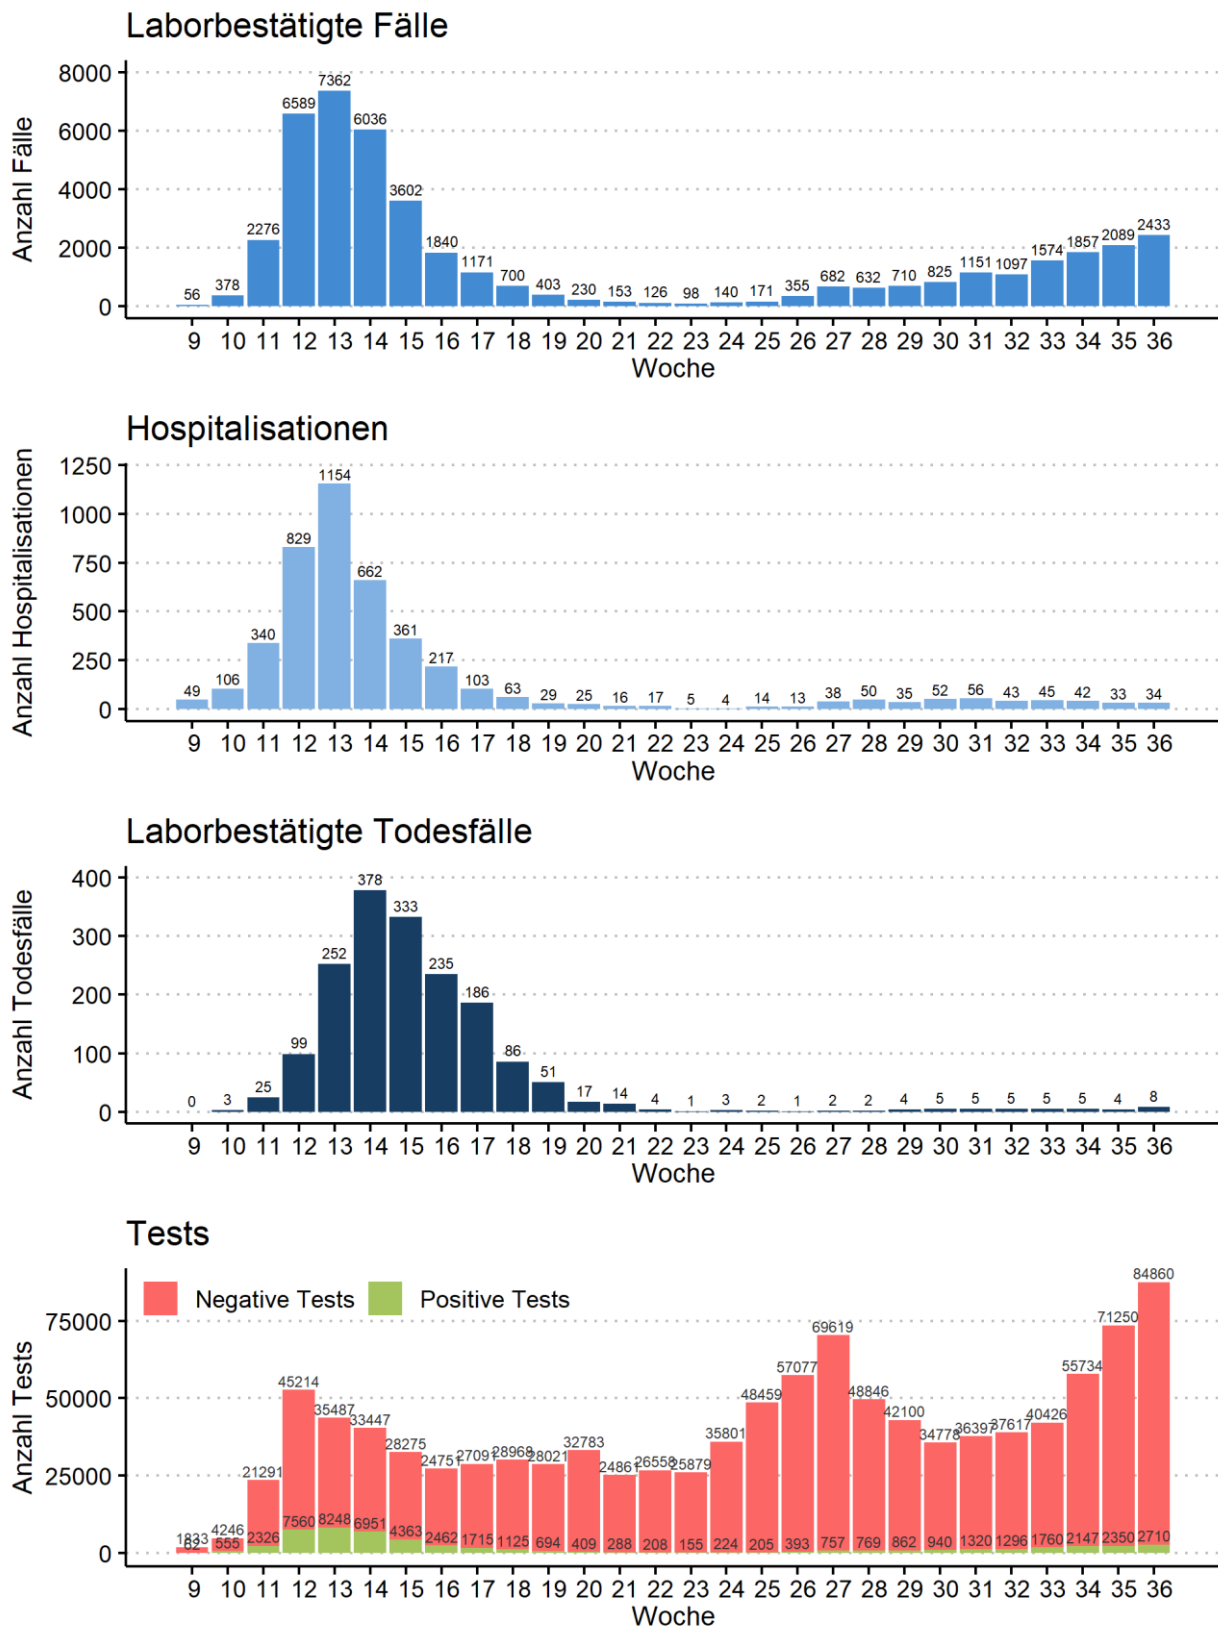 Laborbestätigte Fälle
Anzahl Fälle
8000
6000
4000
2000
0
56 378 2276 6589 7362 6036 3602 1840 1171 700 403 230 153 126 98 140 171 355 682 632 710 825 1151 1097 1574 1857 2089 2433
9 10 11 12 13 14 15 16 17 18 19 20 21 22 23 24 25 26 27 28 29 30 31 32 33 34 35 36
Woche
Hospitalisationen
Anzahl Hospitalisationen
1250
1000
750
500
250
0
49 106 340 829 1154 662 361 217 103 63 29 25 16 17 5 4 14 13 38 50 35 52 56 43 45 42 33 34
9 10 11 12 13 14 15 16 17 18 19 20 21 22 23 24 25 26 27 28 29 30 31 32 33 34 35 36
Woche
Laborbestätigte Todesfälle
Anzahl Todesfälle
400
300
200
100
0
0 3 25 99 252 378 333 235 186 86 51 17 14 4 1 3 2 1 2 2 4 5 5 5 5 5 4 8
9 10 11 12 13 14 15 16 17 18 19 20 21 22 23 24 25 26 27 28 29 30 31 32 33 34 35 36
Woche
Tests
Negative Tests Positive Tests
Anzahl Tests
75000
50000
25000
0
1833 4246 21291 45214 35487 33447 28275 24751 27091 28968 28021 32783 24861 26558 25879 35801 48459 57077 69619 48846 42100 34778 36397 37617 40426 55734 71250 84860
62 555 2326 7560 8248 6951 4363 2462 1715 1125 694 409 288 208 155 224 205 393 757 769 862 940 1320 1296 1760 2147 2350 2710
9 10 11 12 13 14 15 16 17 18 19 20 21 22 23 24 25 26 27 28 29 30 31 32 33 34 35 36
Woche